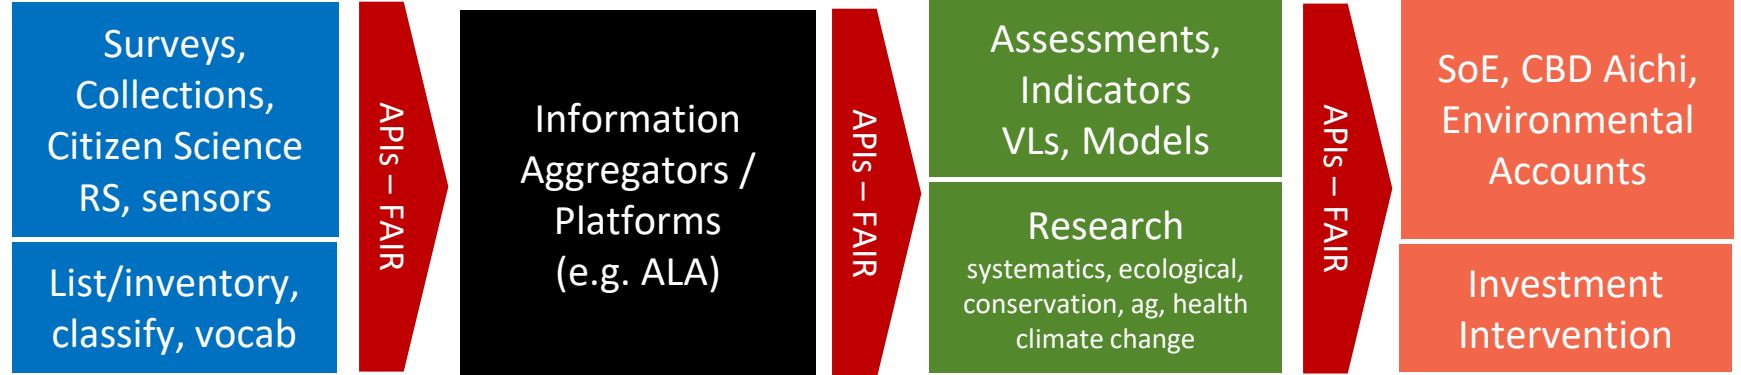 Surveys,
Collections,
Citizen Science
RS, sensors
List/inventory,
classify, vocab
APIs – FAIR
Information
Aggregators /
Platforms
(e.g. ALA)
APIs – FAIR
Assessments,
Indicators
VLs, Models
Research
systematics, ecological,
conservation, ag, health
climate change
APIs – FAIR
SoE, CBD Aichi,
Environmental
Accounts
Investment
Intervention